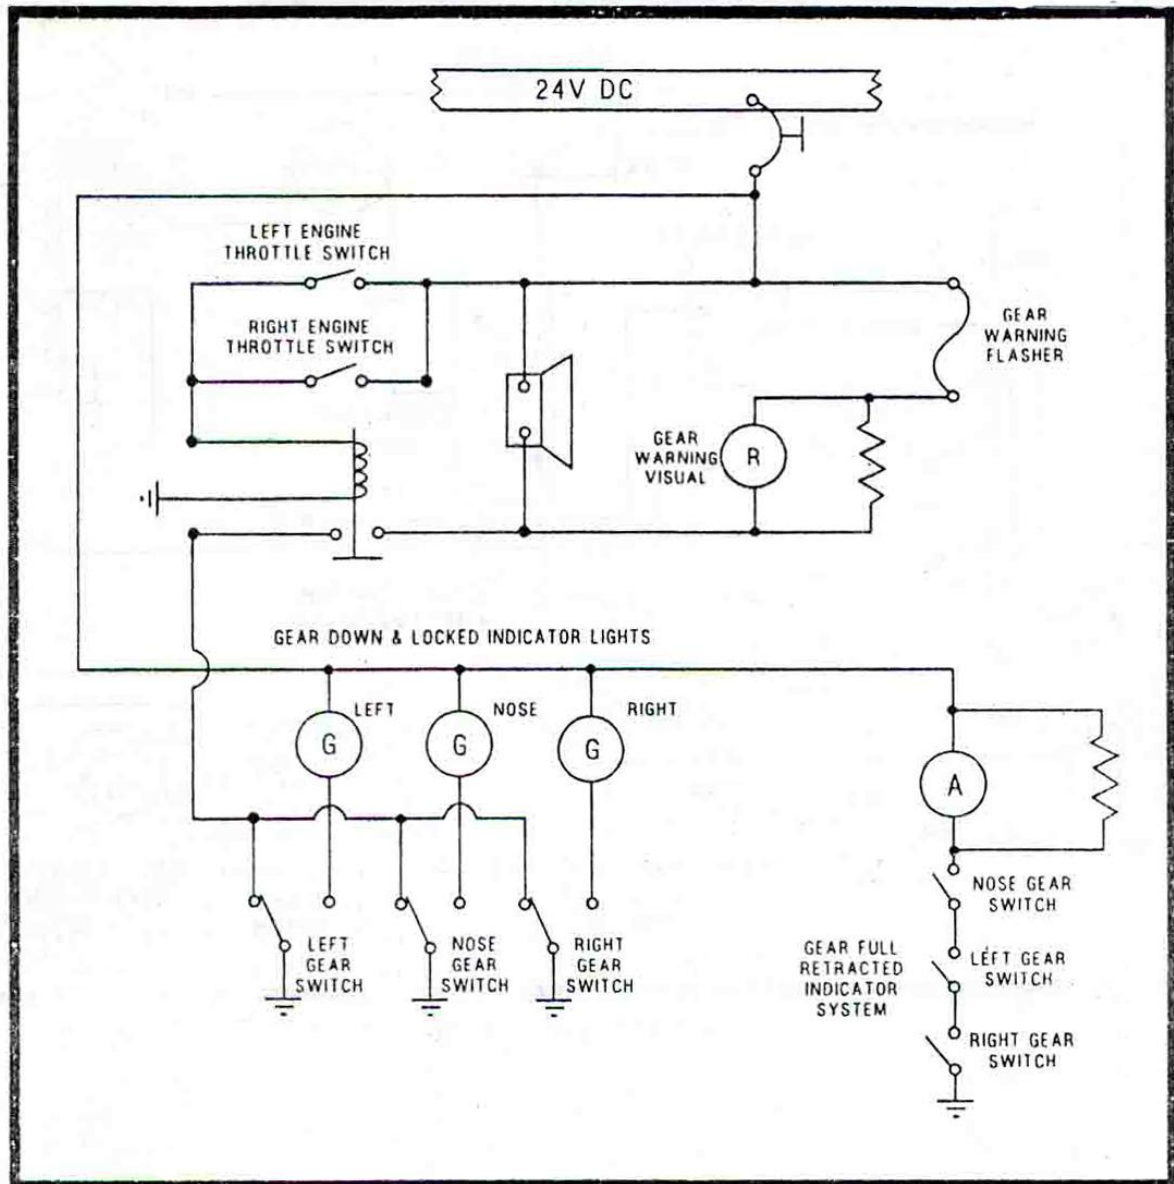 24V DC
LEFT ENGINE
THROTTLE SWITCH
RIGHT ENGINE
THROTTLE SWITCH
GEAR
WARNING
FLASHER
GEAR
WARNING
VISUAL
R
GEAR DOWN & LOCKED INDICATOR LIGHTS
LEFT
NOSE
RIGHT
G
G
G
A
LEFT
GEAR
SWITCH
NOSE
GEAR
SWITCH
RIGHT
GEAR
SWITCH
GEAR FULL
RETRACTED
INDICATOR
SYSTEM
NOSE GEAR
SWITCH
LEFT GEAR
SWITCH
RIGHT GEAR
SWITCH